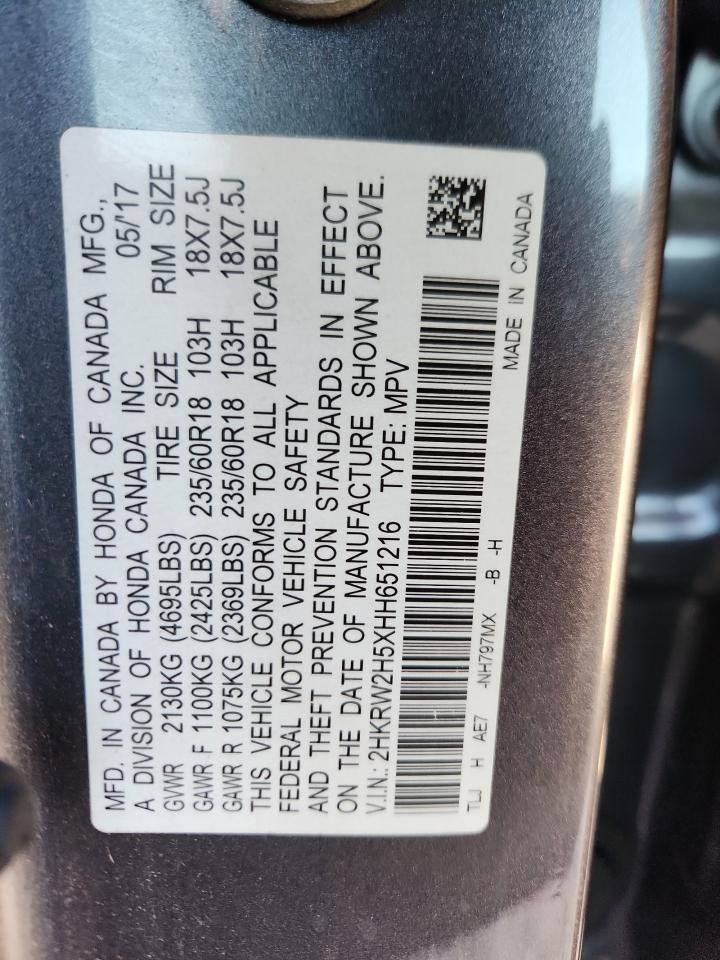 MFD. IN CANADA BY HONDA OF CANADA MFG.,
A DIVISION OF HONDA CANADA INC. 05/'17
GVWR 2130KG (4695LBS) TIRE SIZE RIM SIZE
GAWR F 1100KG (2425LBS) 235/60R18 103H 18X7.5J
GAWR R 1075KG (2369LBS) 235/60R18 103H 18X7.5J
THIS VEHICLE CONFORMS TO ALL APPLICABLE
FEDERAL MOTOR VEHICLE SAFETY
AND THEFT PREVENTION STANDARDS IN EFFECT
ON THE DATE OF MANUFACTURE SHOWN ABOVE.
V.I.N.: 2HKRW2H5XHH651216 TYPE: MPV
TLJ H AE7 -NH797MX -B -H MADE IN CANADA